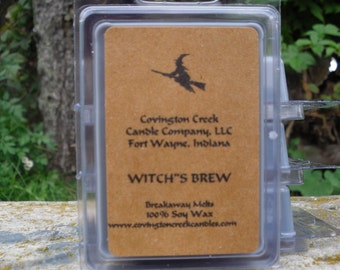 Covington Creek
Candle Company, LLC
Fort Wayne, Indiana
WITCH"S BREW
Breakaway Melts
100% Soy Wax
www.covingtoncreekcandles.com